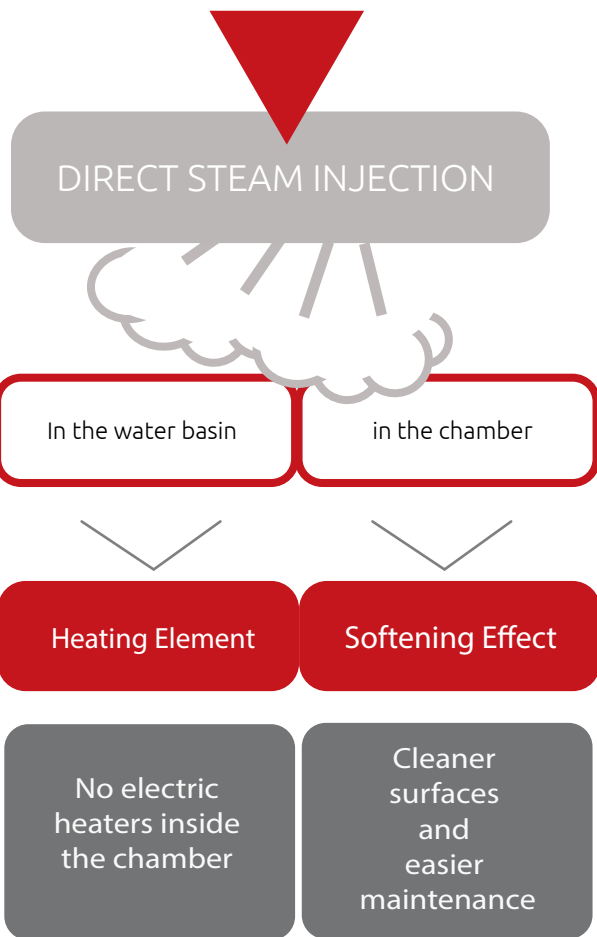 DIRECT STEAM INJECTION
In the water basin
in the chamber
Heating Element
Softening Effect
No electric
heaters inside
the chamber
Cleaner
surfaces
and
easier
maintenance